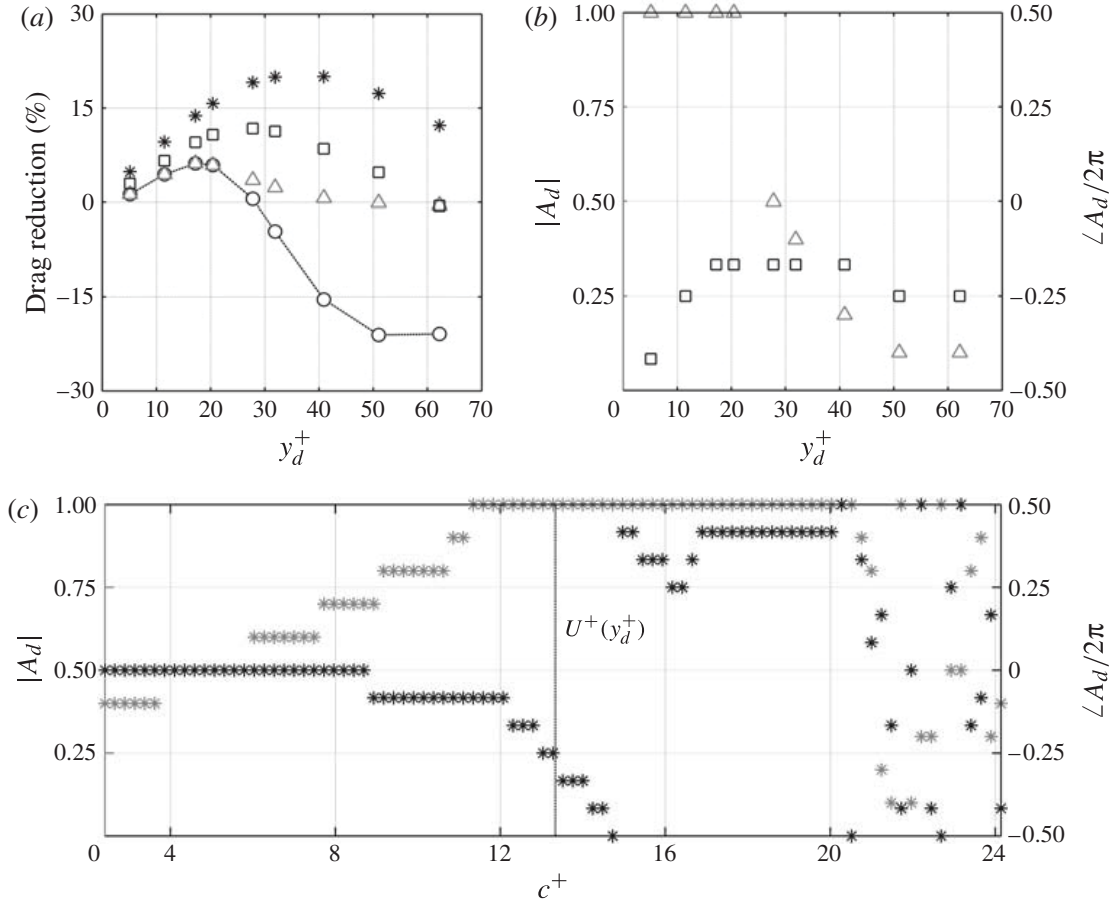 (a)
30
15
0
−15
−30
Drag reduction (%)
0 10 20 30 40 50 60 70
y_d^+
(b)
1.00
0.75
0.50
0.25
|A_d|
0.50
0.25
0
−0.25
−0.50
∠A_d/2π
0 10 20 30 40 50 60 70
y_d^+
(c)
1.00
0.75
0.50
0.25
|A_d|
U^+(y_d^+)
0.50
0.25
0
−0.25
−0.50
∠A_d/2π
0 4 8 12 16 20 24
c^+